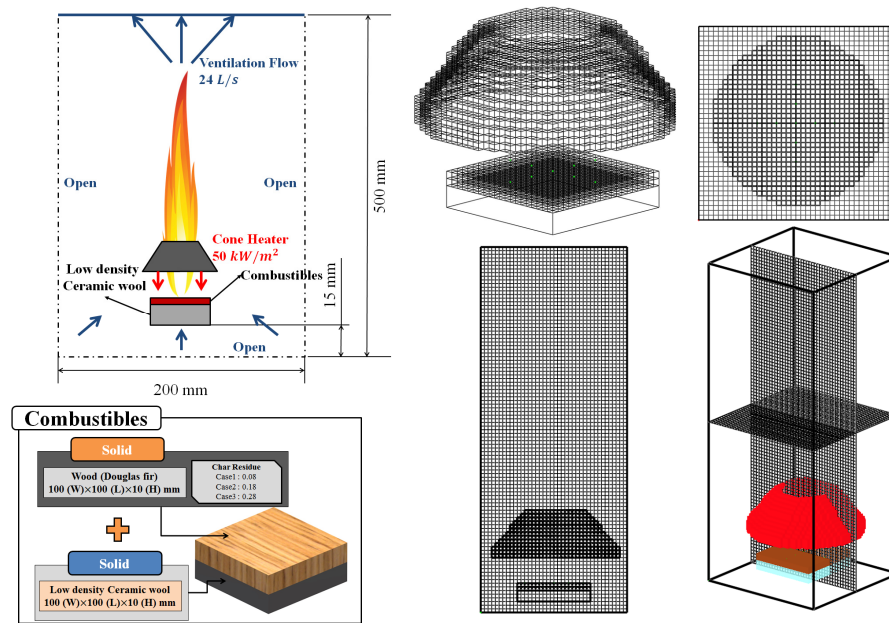 Ventilation Flow
24 L/s
Open
Open
500 mm
Cone Heater
50 kW/m²
Low density
Ceramic wool
Combustibles
15 mm
Open
200 mm
Combustibles
Solid
Wood (Douglas fir)
100 (W)×100 (L)×10 (H) mm
Char Residue
Case1 : 0.08
Case2 : 0.18
Case3 : 0.28
Solid
Low density Ceramic wool
100 (W)×100 (L)×10 (H) mm